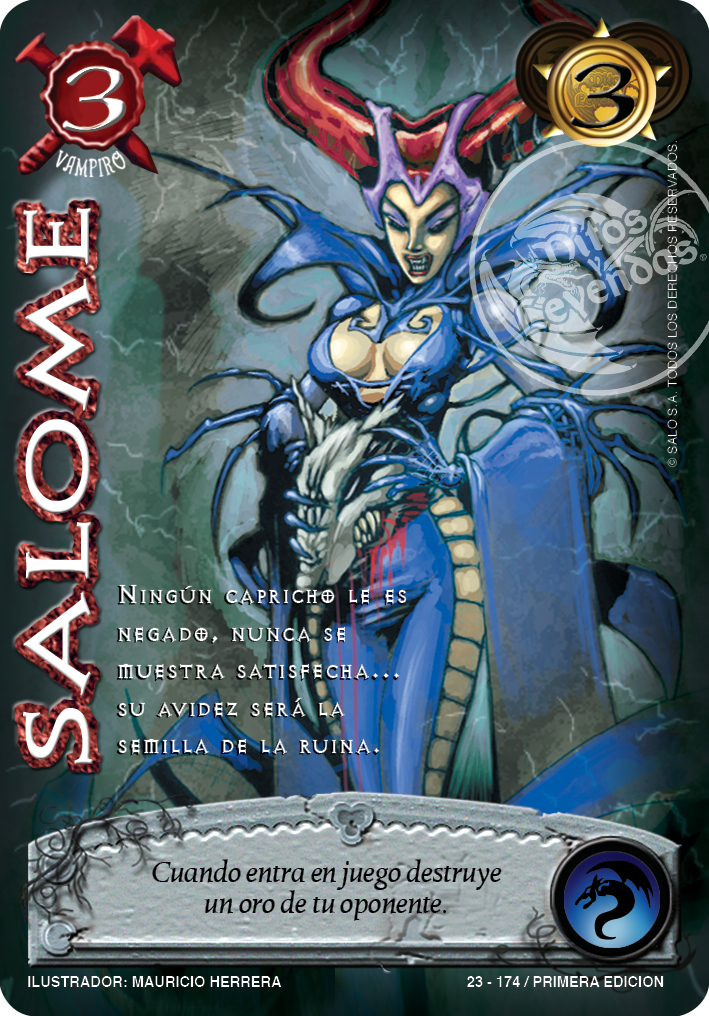 3
VAMPIRO
3
SALOME
mitos
y leyendas
®
© SALO S.A. TODOS LOS DERECHOS RESERVADOS.
NINGÚN CAPRICHO LE ES
NEGADO, NUNCA SE
MUESTRA SATISFECHA...
SU AVIDEZ SERÁ LA
SEMILLA DE LA RUINA.
Cuando entra en juego destruye
un oro de tu oponente.
ILUSTRADOR: MAURICIO HERRERA
23 - 174 / PRIMERA EDICION